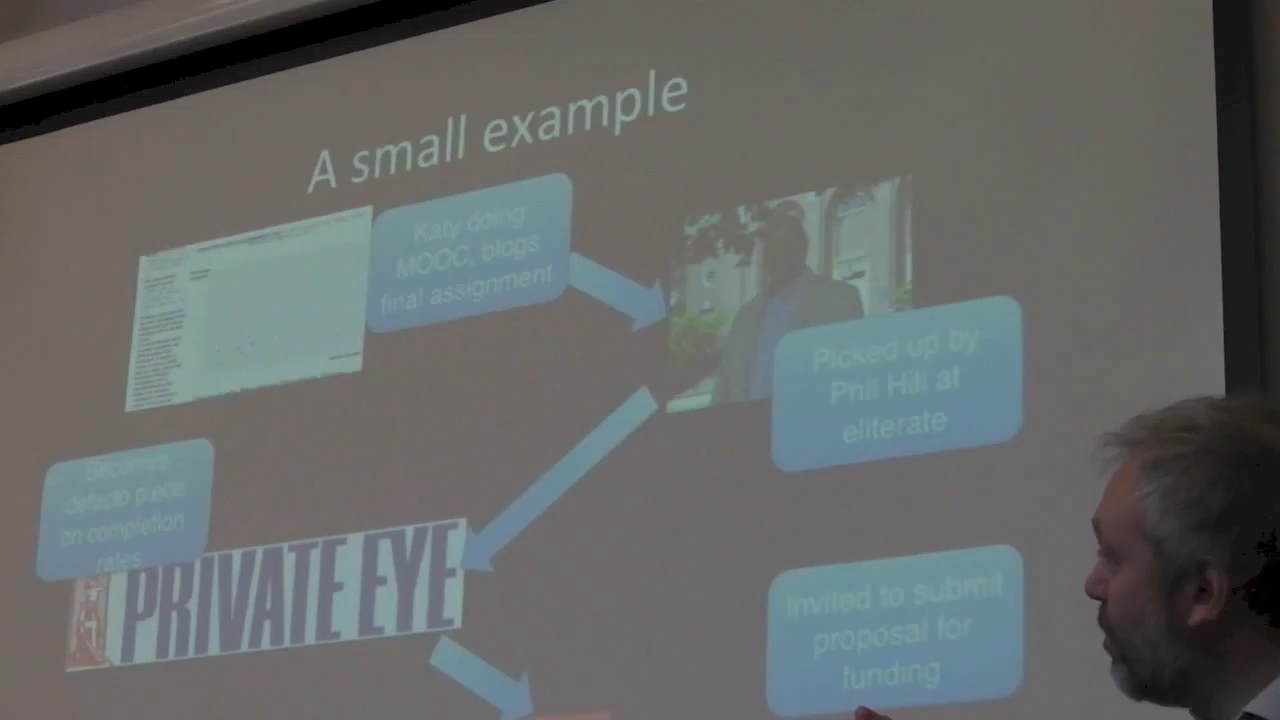 A small example
Katy doing
MOOC, blogs
final assignment
Picked up by
Phil Hill at
eliterate
Becomes
defacto piece
on completion
rates
PRIVATE EYE
Invited to submit
proposal for
funding